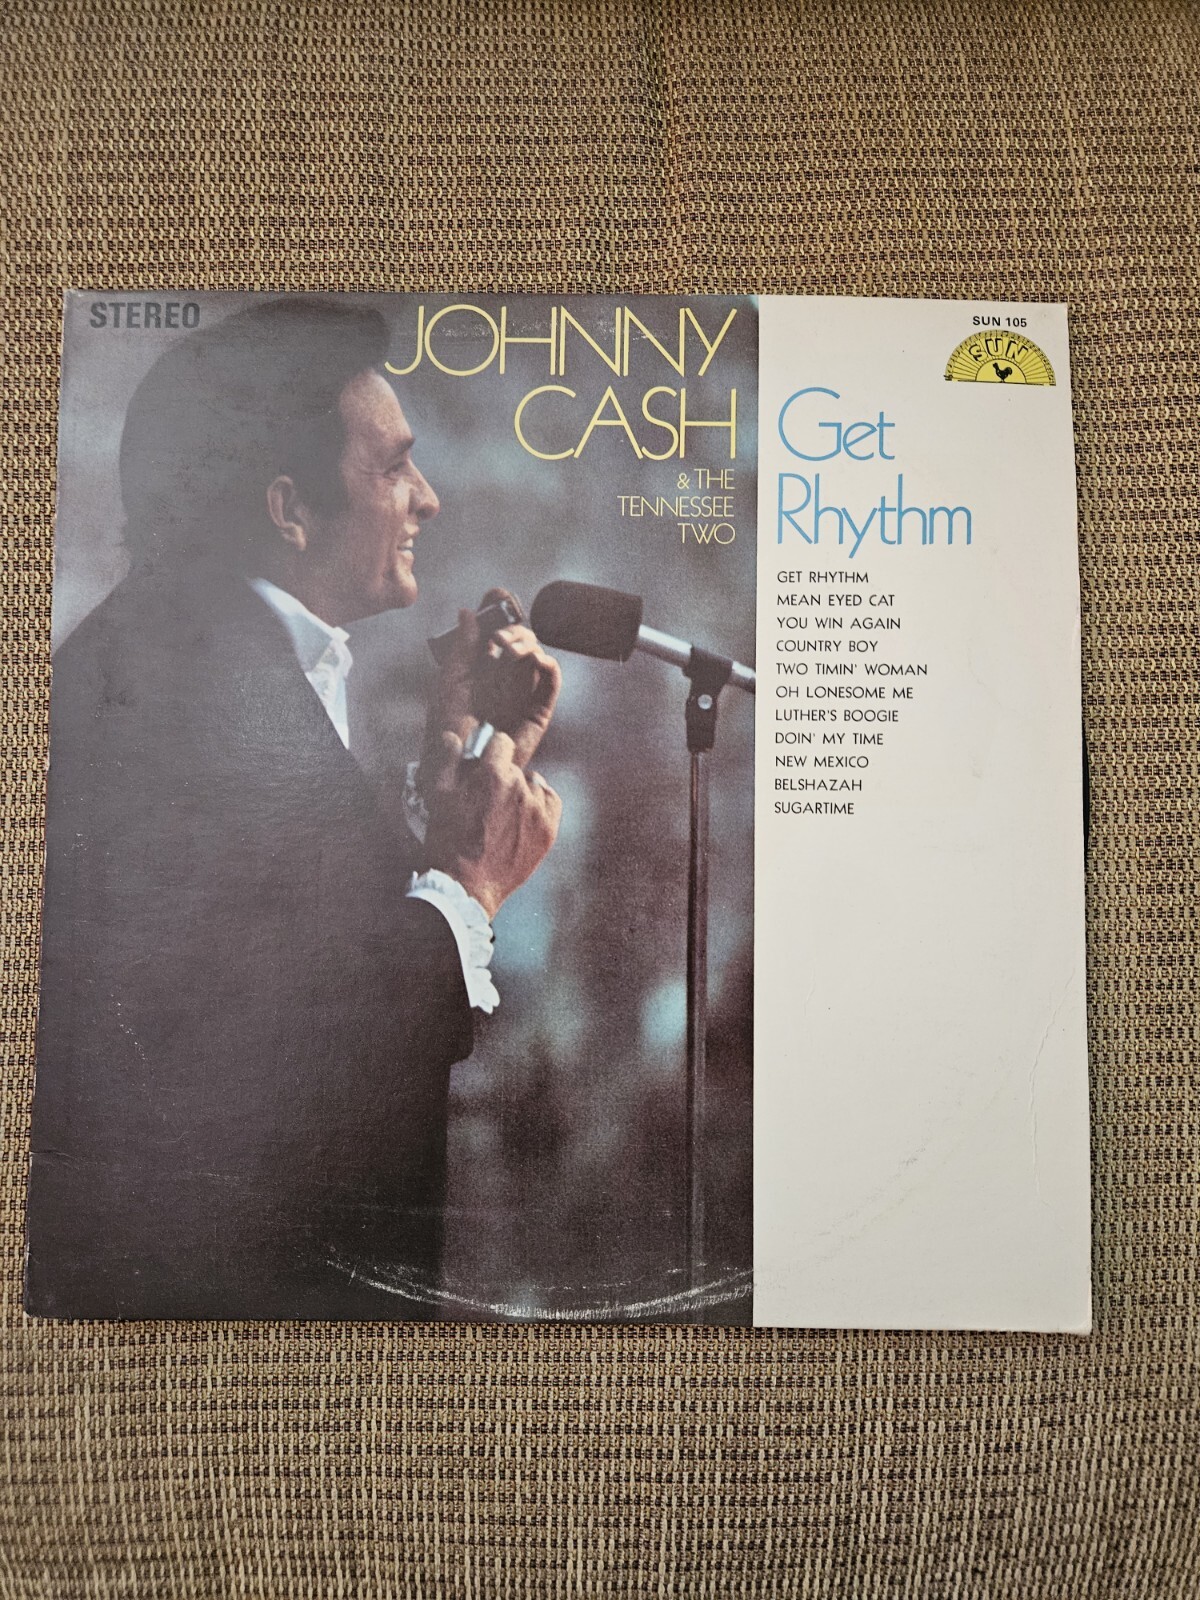 STEREO
JOHNNY
CASH
& THE
TENNESSEE
TWO
SUN 105
SUN
Get
Rhythm
GET RHYTHM
MEAN EYED CAT
YOU WIN AGAIN
COUNTRY BOY
TWO TIMIN' WOMAN
OH LONESOME ME
LUTHER'S BOOGIE
DOIN' MY TIME
NEW MEXICO
BELSHAZAH
SUGARTIME